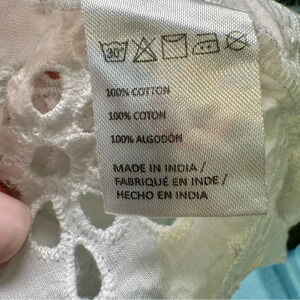 30°
100% COTTON
100% COTON
100% ALGODÓN
MADE IN INDIA /
FABRIQUÉ EN INDE /
HECHO EN INDIA